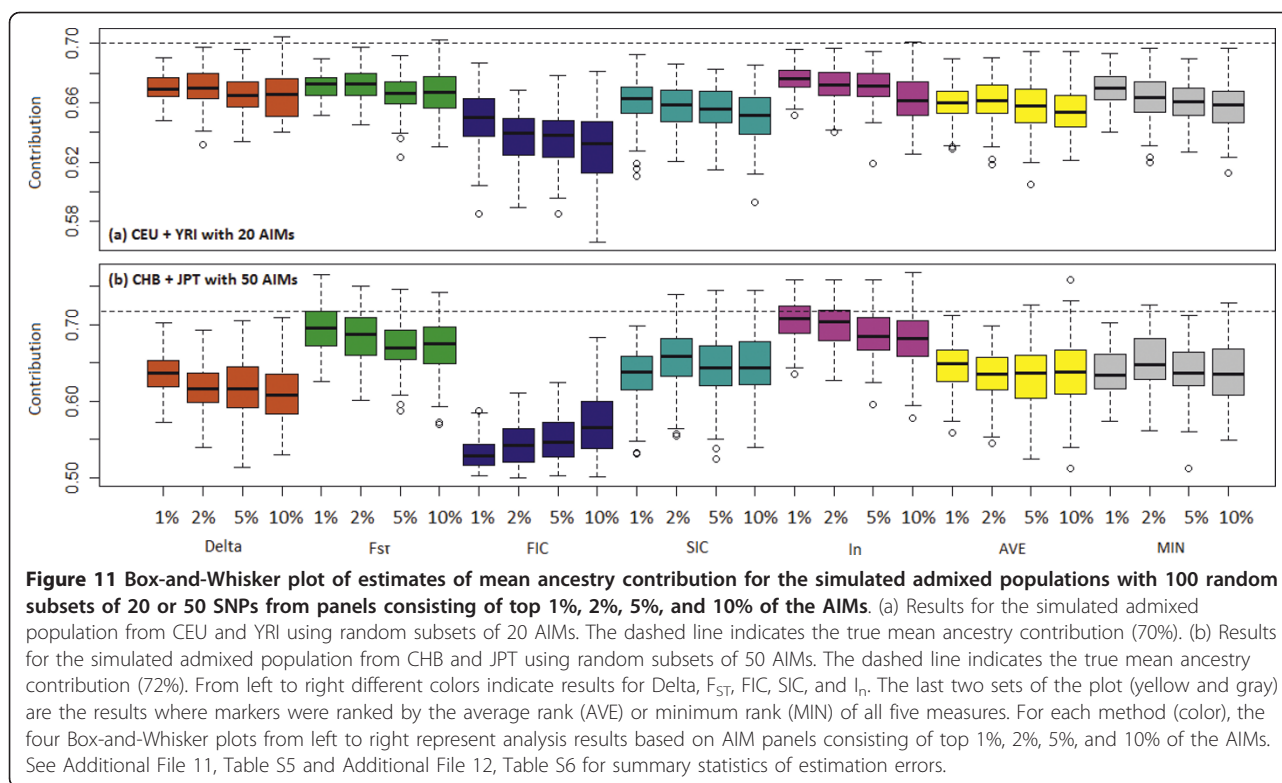 0.70
0.66
0.62
0.58
Contribution
(a) CEU + YRI with 20 AIMs
(b) CHB + JPT with 50 AIMs
0.70
0.60
0.50
Contribution
1% 2% 5% 10% 1% 2% 5% 10% 1% 2% 5% 10% 1% 2% 5% 10% 1% 2% 5% 10% 1% 2% 5% 10% 1% 2% 5% 10%
Delta FST FIC SIC In AVE MIN
Figure 11 Box-and-Whisker plot of estimates of mean ancestry contribution for the simulated admixed populations with 100 random
subsets of 20 or 50 SNPs from panels consisting of top 1%, 2%, 5%, and 10% of the AIMs. (a) Results for the simulated admixed
population from CEU and YRI using random subsets of 20 AIMs. The dashed line indicates the true mean ancestry contribution (70%). (b) Results
for the simulated admixed population from CHB and JPT using random subsets of 50 AIMs. The dashed line indicates the true mean ancestry
contribution (72%). From left to right different colors indicate results for Delta, FST, FIC, SIC, and In. The last two sets of the plot (yellow and gray)
are the results where markers were ranked by the average rank (AVE) or minimum rank (MIN) of all five measures. For each method (color), the
four Box-and-Whisker plots from left to right represent analysis results based on AIM panels consisting of top 1%, 2%, 5%, and 10% of the AIMs.
See Additional File 11, Table S5 and Additional File 12, Table S6 for summary statistics of estimation errors.